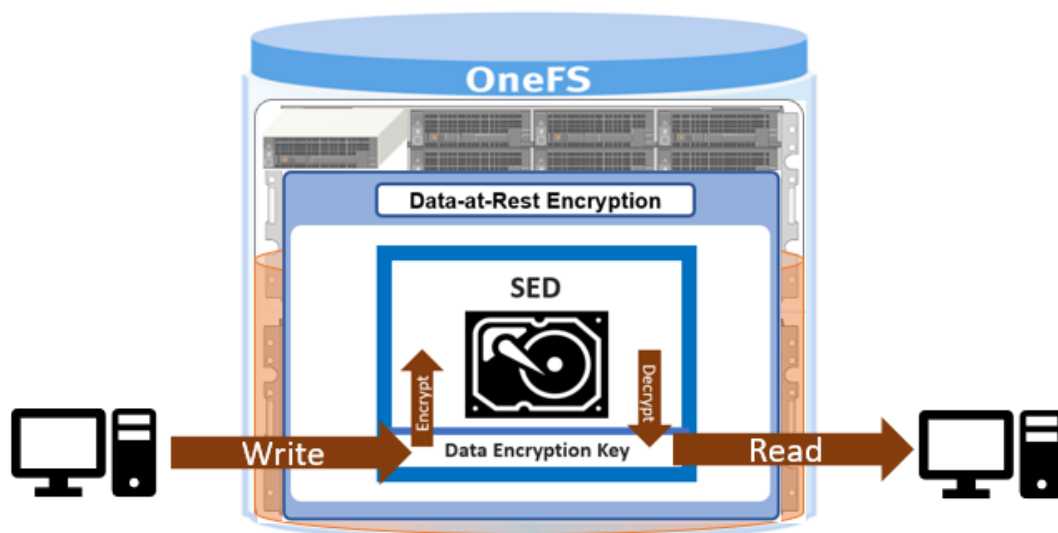 OneFS
Data-at-Rest Encryption
SED
Encrypt
Decrypt
Data Encryption Key
Write
Read